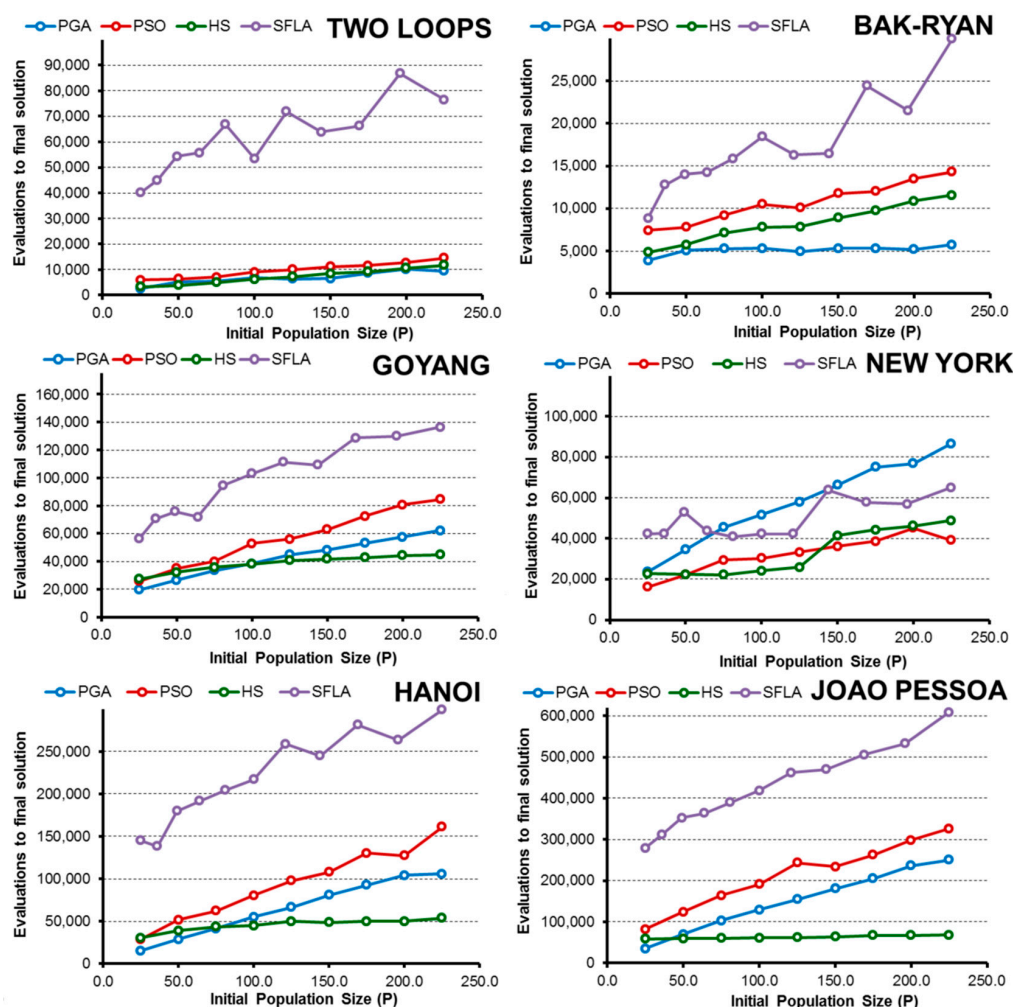 PGA PSO HS SFLA TWO LOOPS
Evaluations to final solution
90,000
80,000
70,000
60,000
50,000
40,000
30,000
20,000
10,000
0
0.0 50.0 100.0 150.0 200.0 250.0
Initial Population Size (P)
PGA PSO HS SFLA BAK-RYAN
Evaluations to final solution
25,000
20,000
15,000
10,000
5,000
0
0.0 50.0 100.0 150.0 200.0 250.0
Initial Population Size (P)
PGA PSO HS SFLA GOYANG
Evaluations to final solution
160,000
140,000
120,000
100,000
80,000
60,000
40,000
20,000
0
0.0 50.0 100.0 150.0 200.0 250.0
Initial Population Size (P)
PGA PSO HS SFLA NEW YORK
Evaluations to final solution
100,000
80,000
60,000
40,000
20,000
0
0.0 50.0 100.0 150.0 200.0 250.0
Initial Population Size (P)
PGA PSO HS SFLA HANOI
Evaluations to final solution
250,000
200,000
150,000
100,000
50,000
0
0.0 50.0 100.0 150.0 200.0 250.0
Initial Population Size (P)
PGA PSO HS SFLA JOAO PESSOA
Evaluations to final solution
600,000
500,000
400,000
300,000
200,000
100,000
0
0.0 50.0 100.0 150.0 200.0 250.0
Initial Population Size (P)